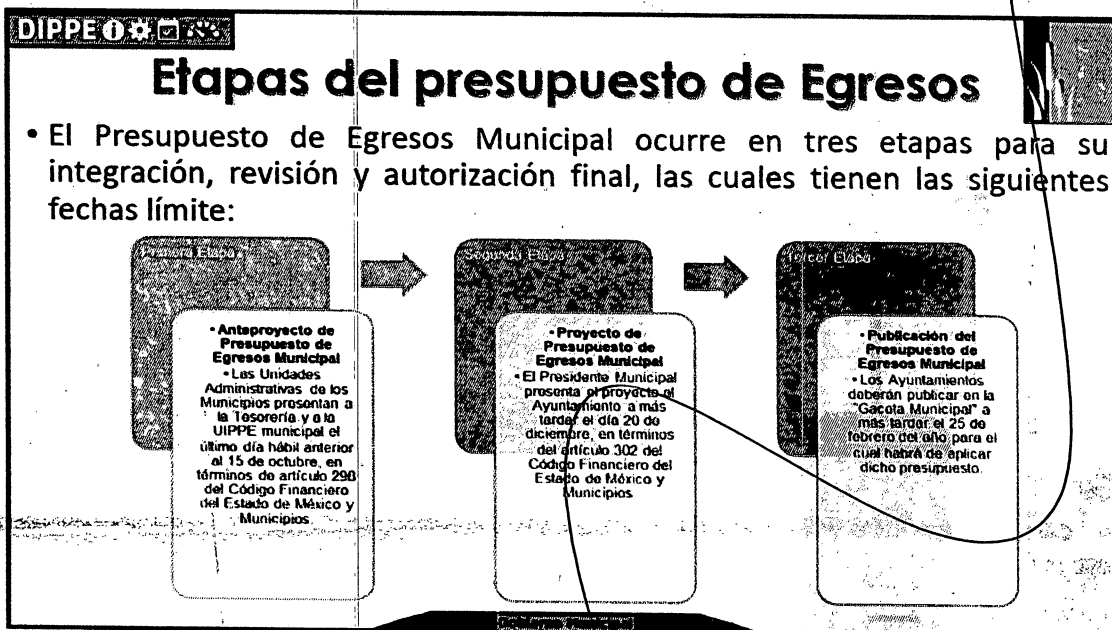 DIPPE
Etapas del presupuesto de Egresos
• El Presupuesto de Egresos Municipal ocurre en tres etapas para su
integración, revisión y autorización final, las cuales tienen las siguientes
fechas límite:
Primera Etapa
• Anteproyecto de
Presupuesto de
Egresos Municipal
• Las Unidades
Administrativas de los
Municipios presentan a
la Tesorería y a la
UIPPE municipal el
último día hábil anterior
al 15 de octubre, en
términos de artículo 298
del Código Financiero
del Estado de México y
Municipios.
Segunda Etapa
• Proyecto de
Presupuesto de
Egresos Municipal
• El Presidente Municipal
presenta el proyecto al
Ayuntamiento a más
tardar el día 20 de
diciembre, en términos
del artículo 302 del
Código Financiero del
Estado de México y
Municipios
Tercer Etapa
• Publicación del
Presupuesto de
Egresos Municipal
• Los Ayuntamientos
deberán publicar en la
"Gaceta Municipal" a
más tardar el 25 de
febrero del año para el
cual habrá de aplicar
dicho presupuesto.